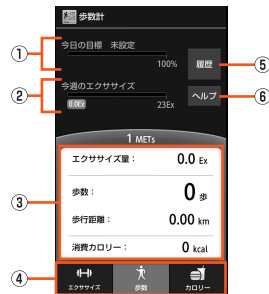 歩数計
① 今日の目標 未設定
100%
履歴 ⑤
② 今週のエクササイズ
0.0Ex 23Ex
ヘルプ ⑥
1 METs
③
エクササイズ量： 0.0 Ex
歩数： 0 歩
歩行距離： 0.00 km
消費カロリー： 0 kcal
④ エクササイズ 歩数 カロリー